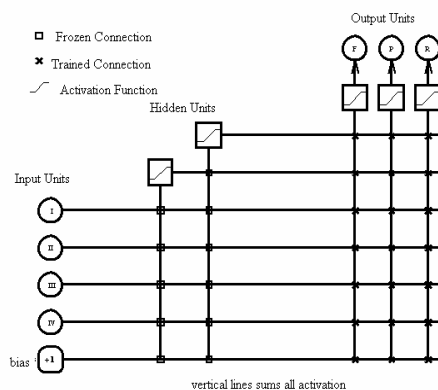 Output Units
Frozen Connection
F P R
Trained Connection
Activation Function
Hidden Units
Input Units
I
II
III
IV
bias +1
vertical lines sums all activation